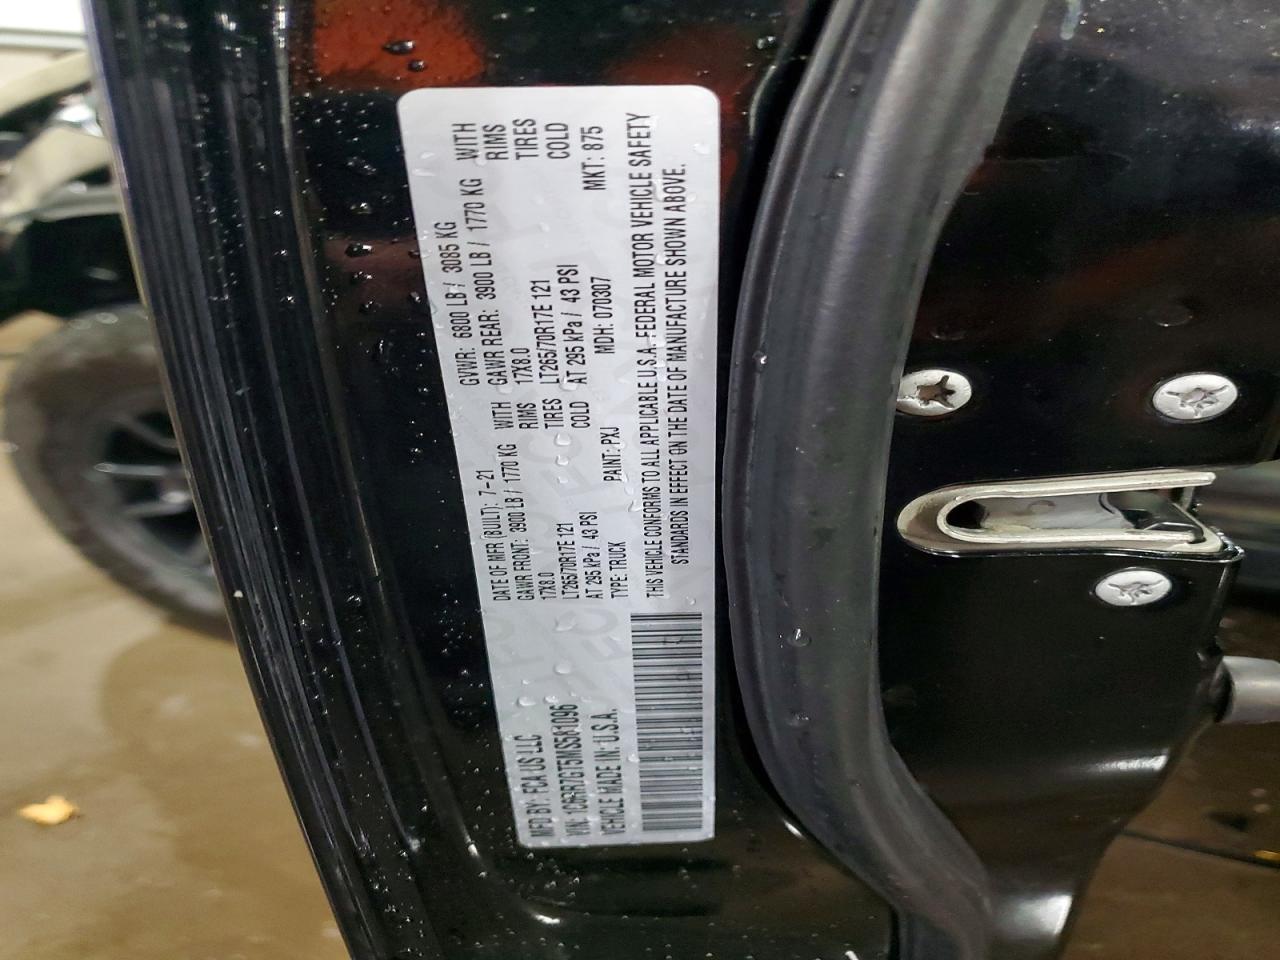 MFD BY: FCA US LLC
DATE OF MFR (BUILT): 7-21
GVWR: 6800 LB / 3085 KG
GAWR FRONT: 3900 LB / 1770 KG WITH
17X8.0 RIMS
LT265/70R17E 121 TIRES
AT 295 kPa / 43 PSI COLD
GAWR REAR: 3900 LB / 1770 KG WITH
17X8.0 RIMS
LT265/70R17E 121 TIRES
AT 295 kPa / 43 PSI COLD
VIN: 1C6RR7GT5MS581096
TYPE: TRUCK
PAINT: PXJ
MDH: 070307
MKT: 875
VEHICLE MADE IN: U.S.A.
THIS VEHICLE CONFORMS TO ALL APPLICABLE U.S.A. FEDERAL MOTOR VEHICLE SAFETY
STANDARDS IN EFFECT ON THE DATE OF MANUFACTURE SHOWN ABOVE.